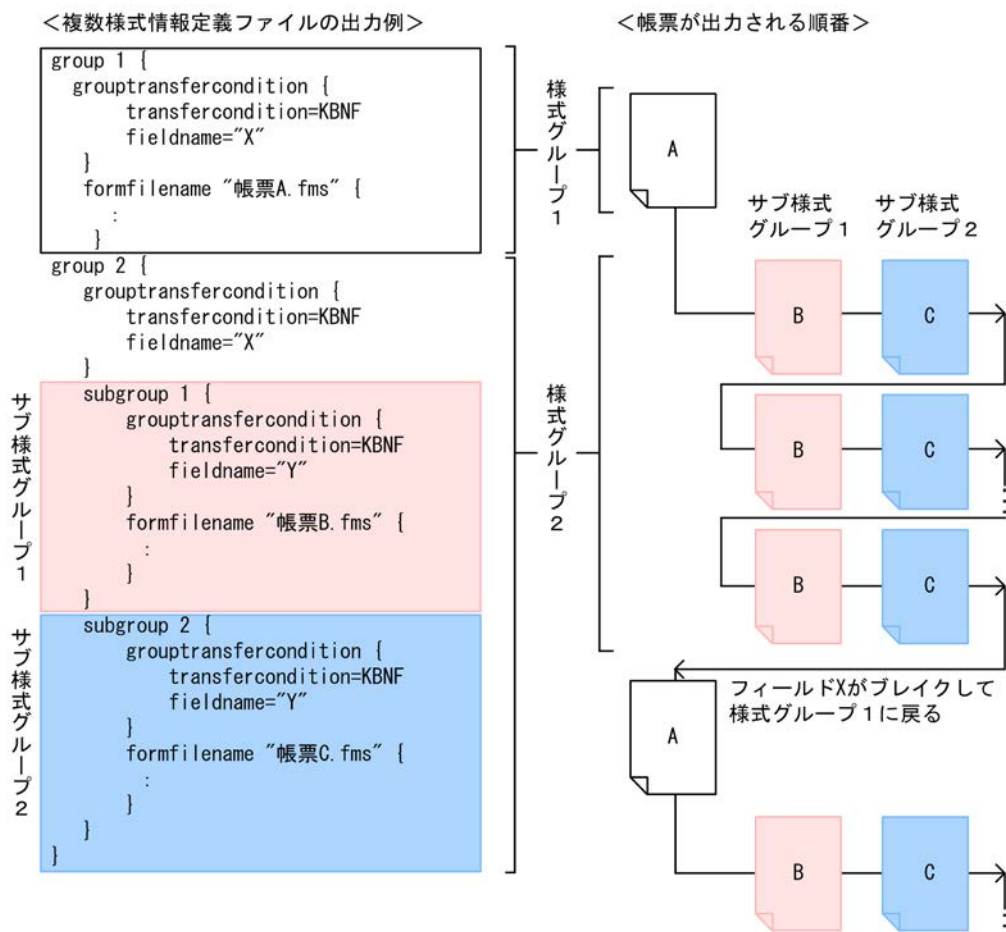 ＜複数様式情報定義ファイルの出力例＞
group 1 {
grouptransfercondition {
transfercondition=KBNF
fieldname="X"
}
formfilename "帳票A.fms" {
:
}
group 2 {
grouptransfercondition {
transfercondition=KBNF
fieldname="X"
}
subgroup 1 {
grouptransfercondition {
transfercondition=KBNF
fieldname="Y"
}
formfilename "帳票B.fms" {
:
}
}
subgroup 2 {
grouptransfercondition {
transfercondition=KBNF
fieldname="Y"
}
formfilename "帳票C.fms" {
:
}
}
}
サブ様式グループ１
サブ様式グループ２
様式グループ１
様式グループ２
＜帳票が出力される順番＞
A
サブ様式
グループ１
サブ様式
グループ２
B
C
B
C
B
C
フィールドXがブレイクして
様式グループ１に戻る
A
B
C